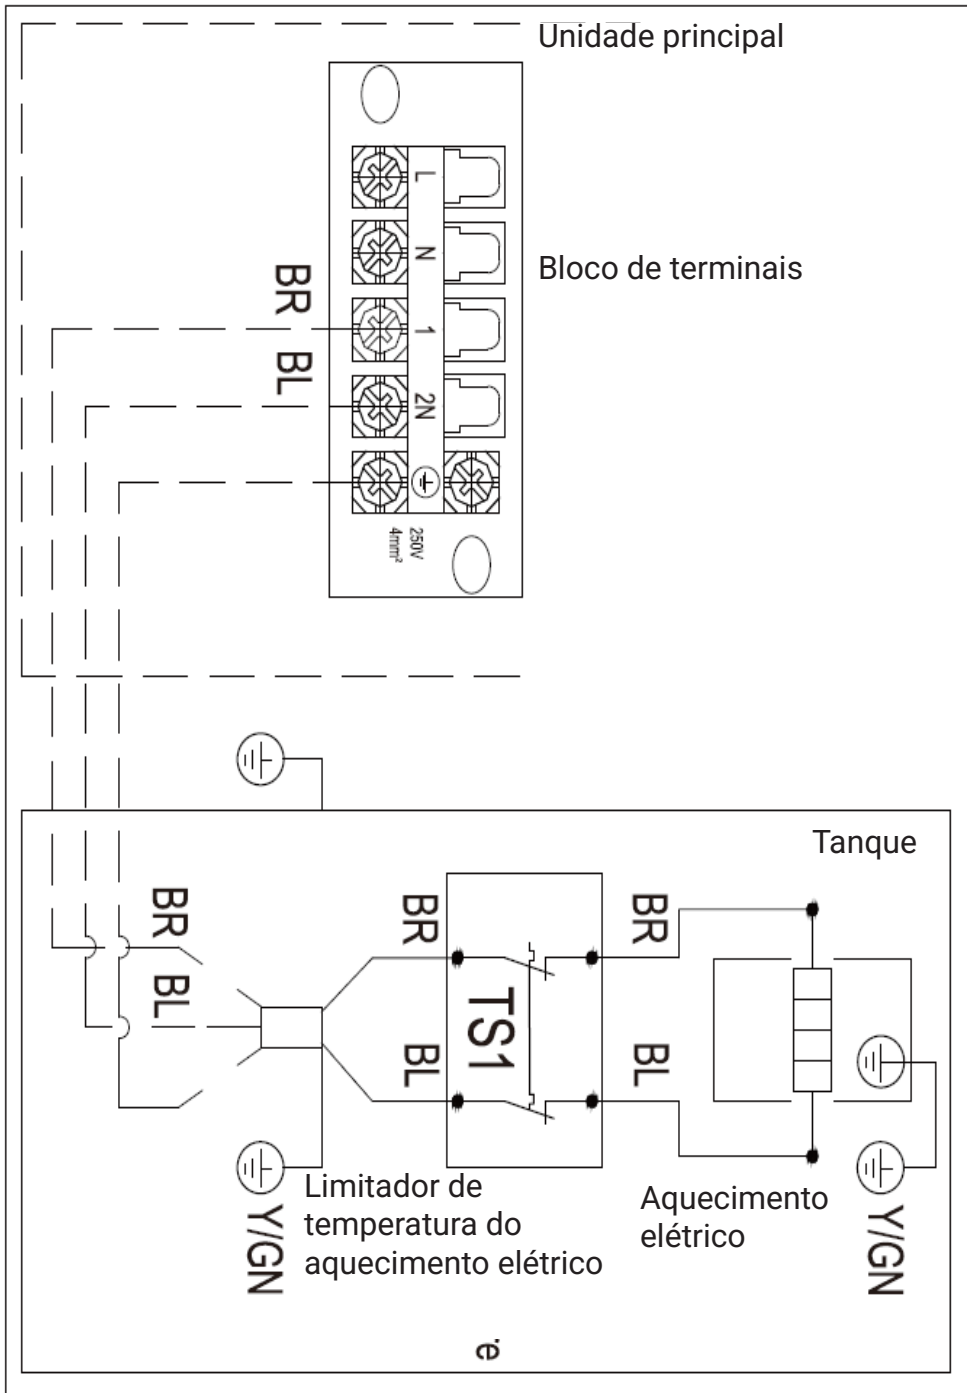 Unidade principal
L
N
Bloco de terminais
BR
1
BL
2N
250V
4mm²
Tanque
BR
BR
BR
BL
TS1
BL
BL
Y/GN
Limitador de
temperatura do
aquecimento elétrico
Aquecimento
elétrico
Y/GN